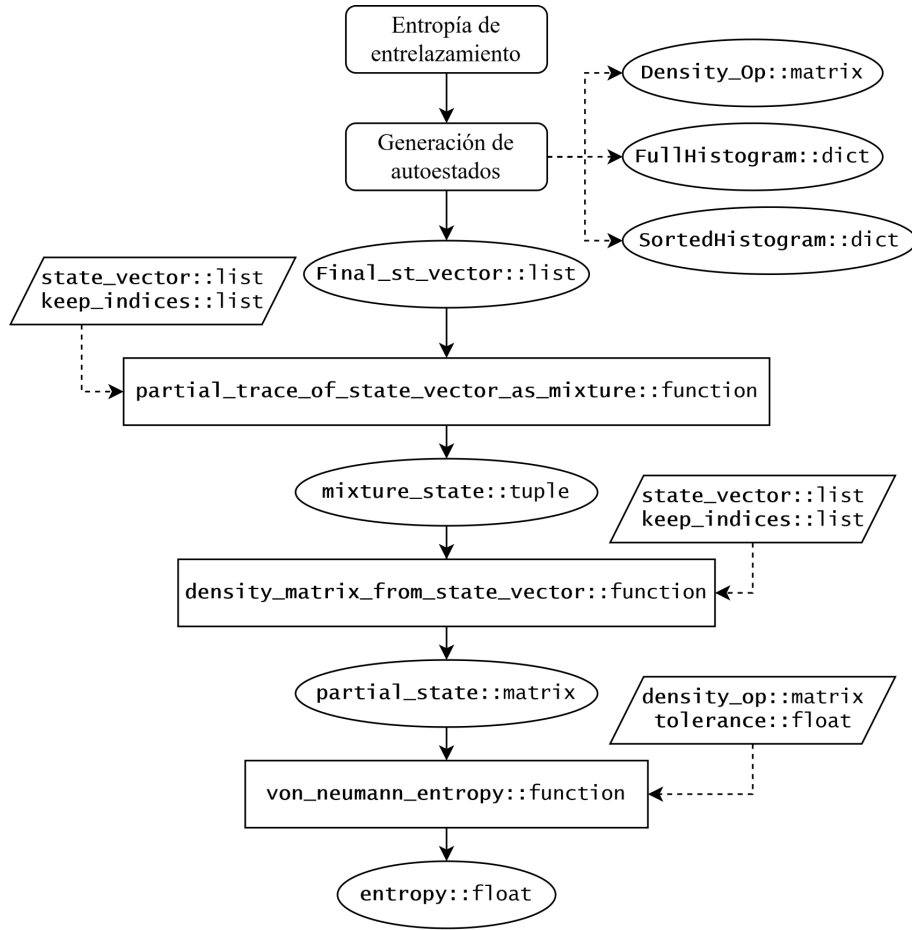 Entropía de
entrelazamiento
Density_Op::matrix
Generación de
autoestados
FullHistogram::dict
SortedHistogram::dict
Final_st_vector::list
state_vector::list
keep_indices::list
partial_trace_of_state_vector_as_mixture::function
mixture_state::tuple
state_vector::list
keep_indices::list
density_matrix_from_state_vector::function
partial_state::matrix
density_op::matrix
tolerance::float
von_neumann_entropy::function
entropy::float